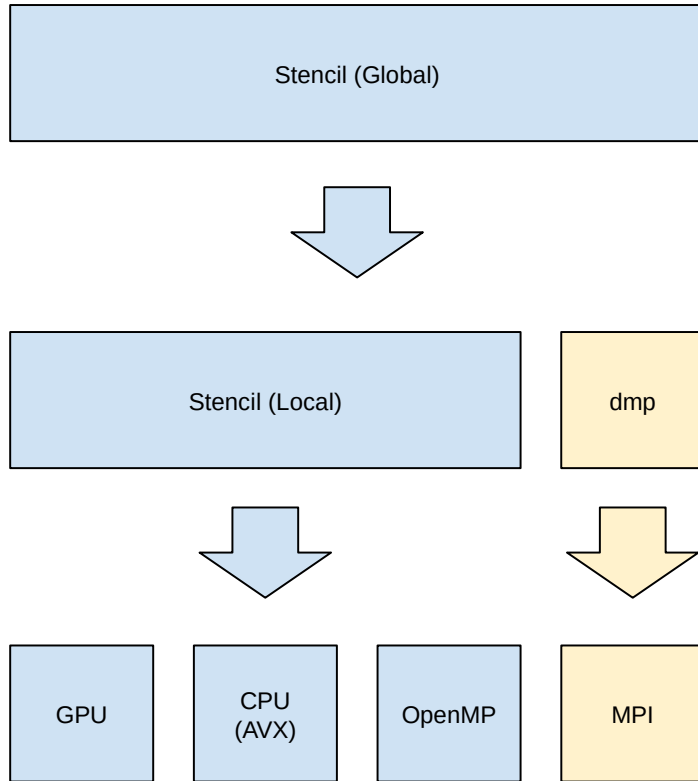 Stencil (Global)
Stencil (Local)
dmp
GPU
CPU
(AVX)
OpenMP
MPI